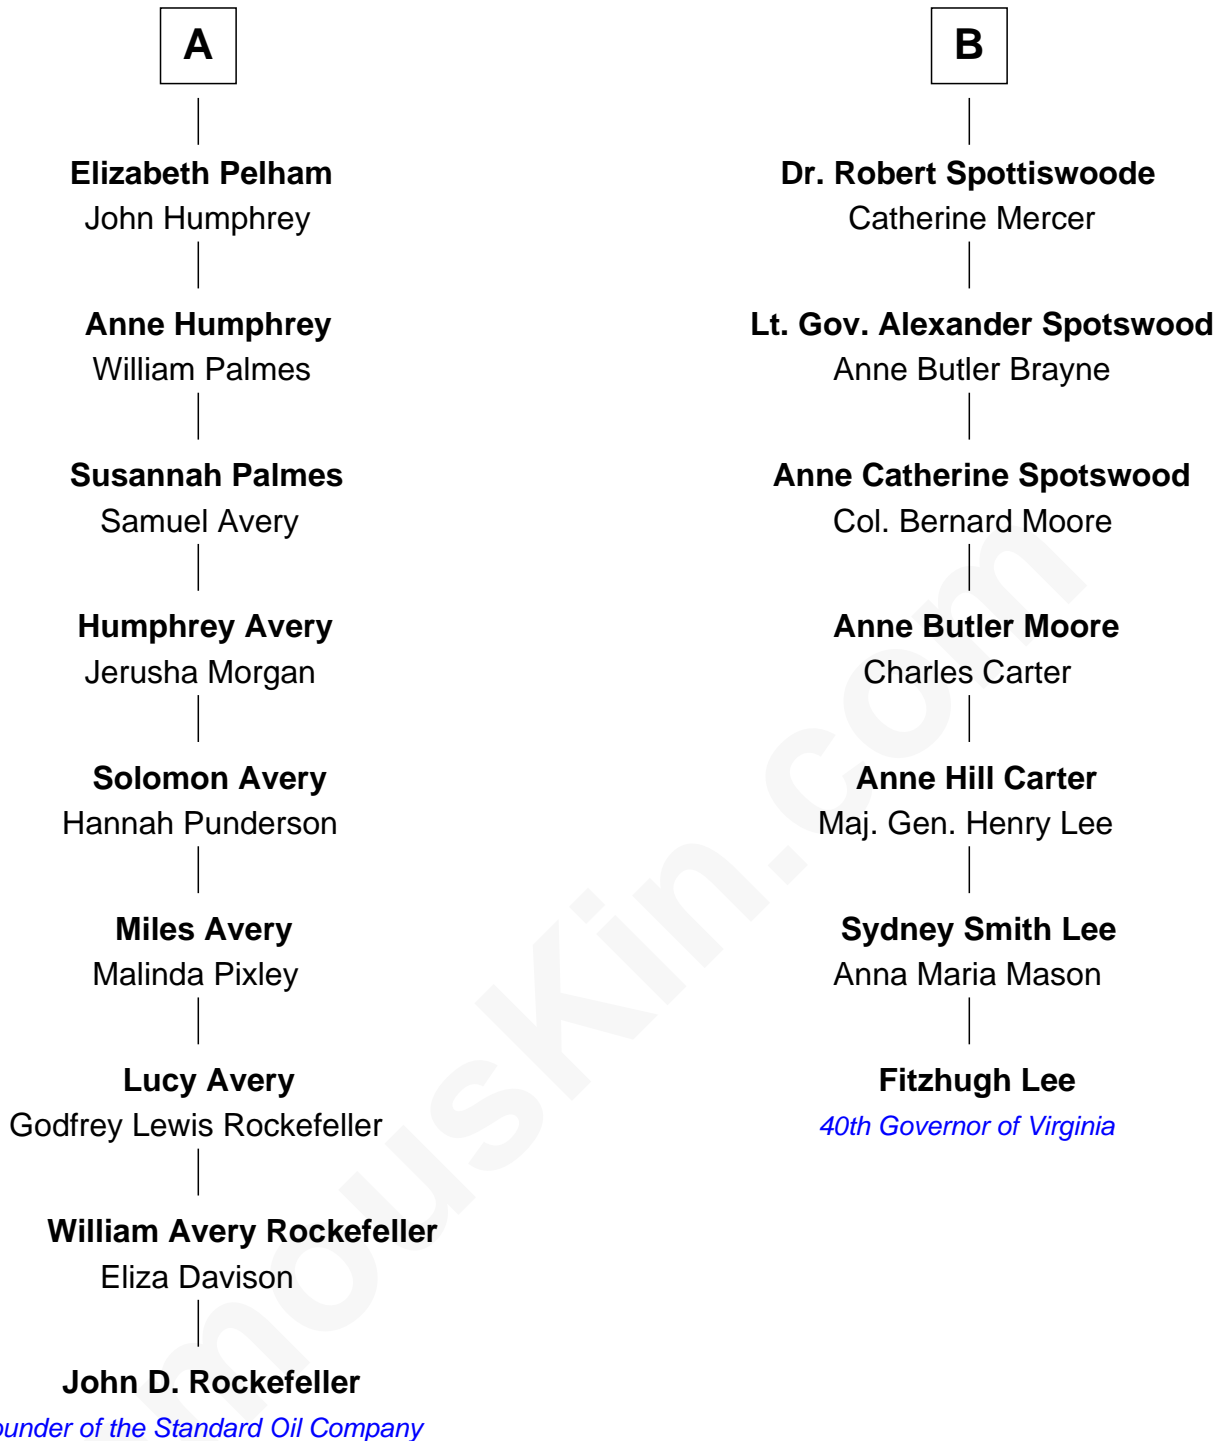 A
Elizabeth Pelham
John Humphrey
Anne Humphrey
William Palmes
Susannah Palmes
Samuel Avery
Humphrey Avery
Jerusha Morgan
Solomon Avery
Hannah Punderson
Miles Avery
Malinda Pixley
Lucy Avery
Godfrey Lewis Rockefeller
William Avery Rockefeller
Eliza Davison
John D. Rockefeller
ounder of the Standard Oil Company
B
Dr. Robert Spottiswoode
Catherine Mercer
Lt. Gov. Alexander Spotswood
Anne Butler Brayne
Anne Catherine Spotswood
Col. Bernard Moore
Anne Butler Moore
Charles Carter
Anne Hill Carter
Maj. Gen. Henry Lee
Sydney Smith Lee
Anna Maria Mason
Fitzhugh Lee
40th Governor of Virginia
mousKin.com